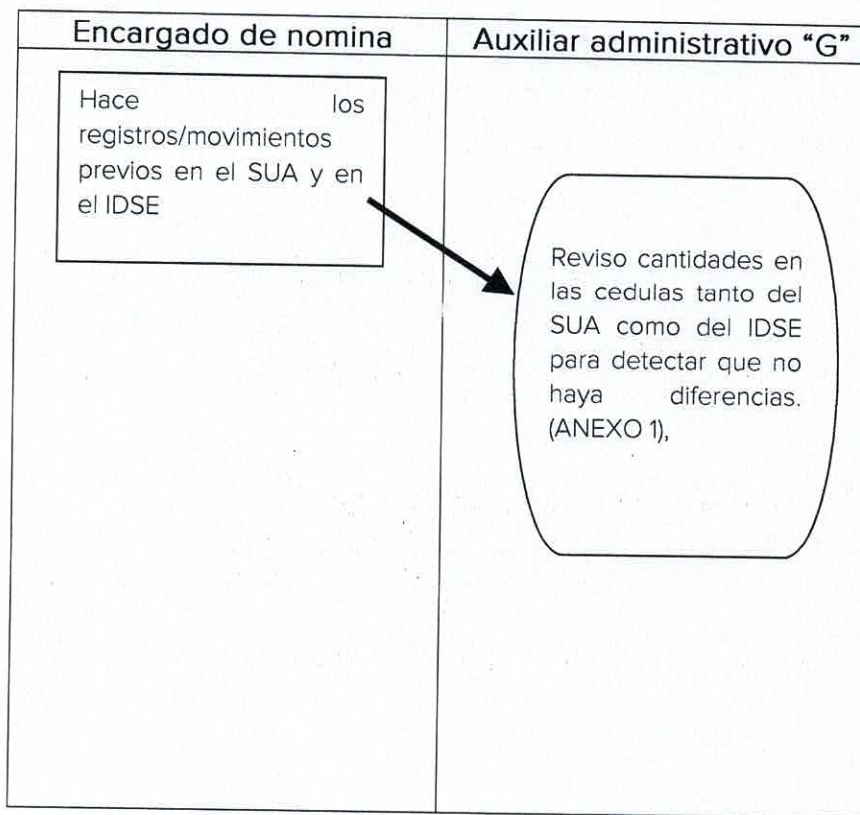 Encargado de nomina
Auxiliar administrativo “G”
Hace los
registros/movimientos
previos en el SUA y en
el IDSE
Reviso cantidades en
las cedulas tanto del
SUA como del IDSE
para detectar que no
haya diferencias.
(ANEXO 1),